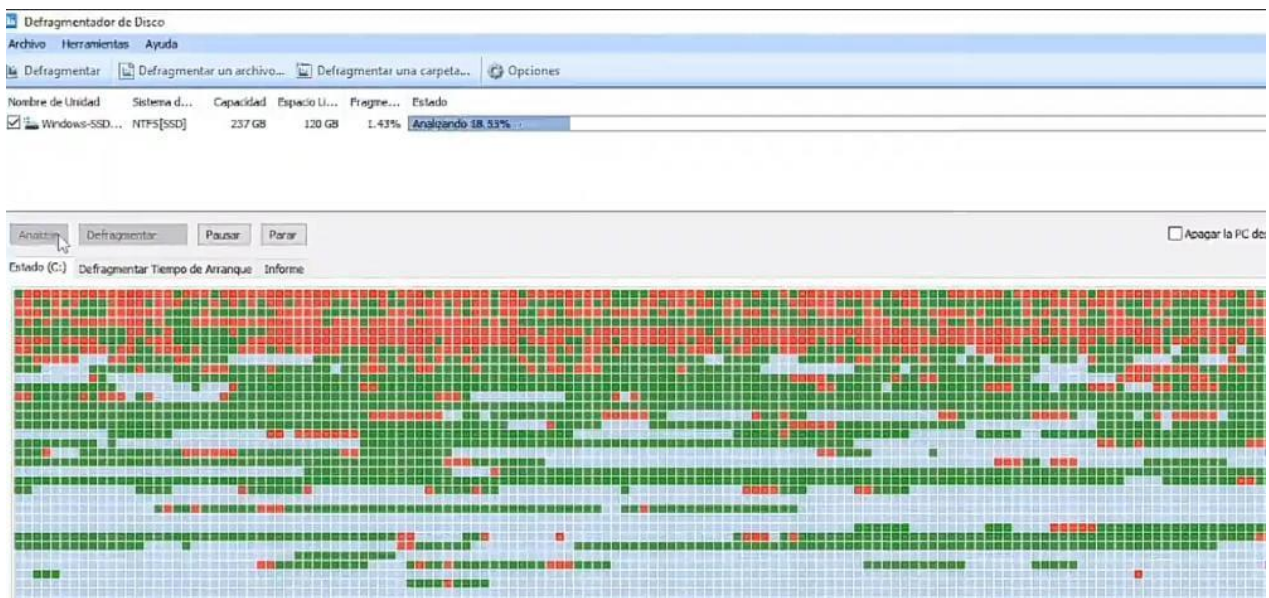 Defragmentador de Disco
Archivo Herramientas Ayuda
Defragmentar Defragmentar un archivo... Defragmentar una carpeta... Opciones
Nombre de Unidad Sistema d... Capacidad Espacio Li... Fragme... Estado
Windows-SSD... NTFS[SSD] 237 GB 120 GB 1.43% Analizando 18.53%
Analizar Defragmentar Pausar Parar Apagar la PC des
Estado (C:) Defragmentar Tiempo de Arranque Informe